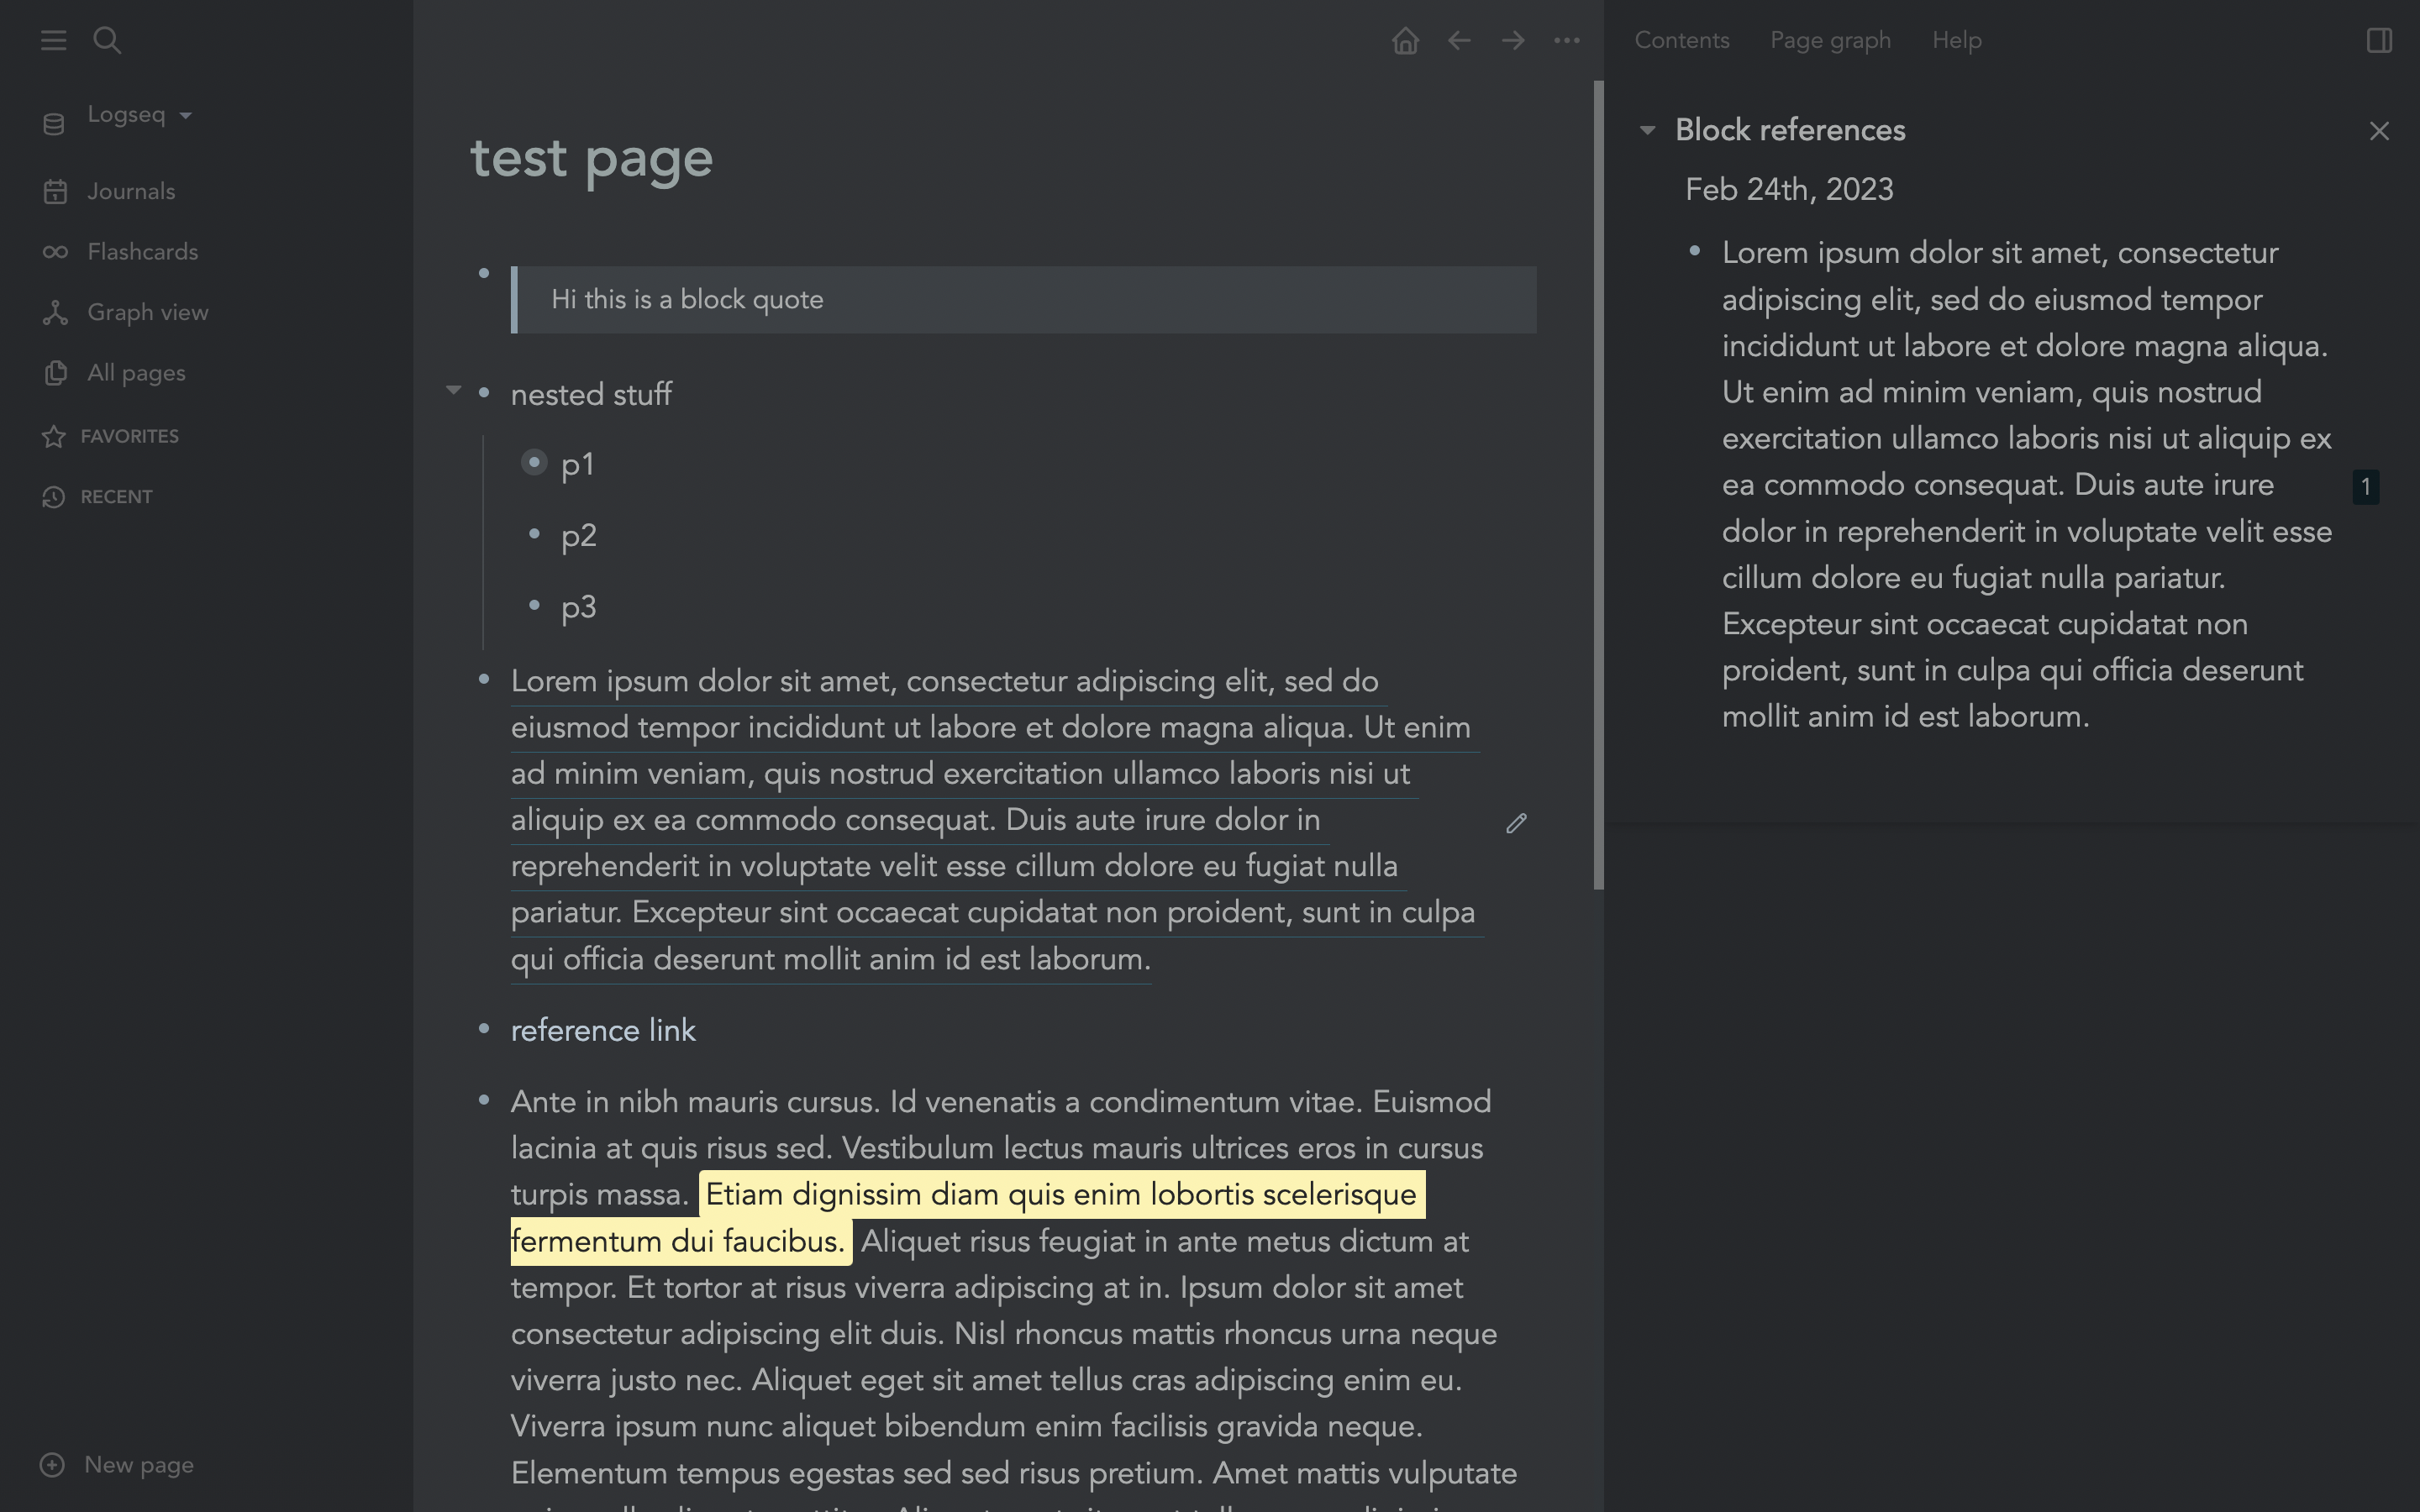 Logseq
Journals
Flashcards
Graph view
All pages
FAVORITES
RECENT
New page
test page
Hi this is a block quote
nested stuff
p1
p2
p3
Lorem ipsum dolor sit amet, consectetur adipiscing elit, sed do
eiusmod tempor incididunt ut labore et dolore magna aliqua. Ut enim
ad minim veniam, quis nostrud exercitation ullamco laboris nisi ut
aliquip ex ea commodo consequat. Duis aute irure dolor in
reprehenderit in voluptate velit esse cillum dolore eu fugiat nulla
pariatur. Excepteur sint occaecat cupidatat non proident, sunt in culpa
qui officia deserunt mollit anim id est laborum.
reference link
Ante in nibh mauris cursus. Id venenatis a condimentum vitae. Euismod
lacinia at quis risus sed. Vestibulum lectus mauris ultrices eros in cursus
turpis massa. Etiam dignissim diam quis enim lobortis scelerisque
fermentum dui faucibus. Aliquet risus feugiat in ante metus dictum at
tempor. Et tortor at risus viverra adipiscing at in. Ipsum dolor sit amet
consectetur adipiscing elit duis. Nisl rhoncus mattis rhoncus urna neque
viverra justo nec. Aliquet eget sit amet tellus cras adipiscing enim eu.
Viverra ipsum nunc aliquet bibendum enim facilisis gravida neque.
Elementum tempus egestas sed sed risus pretium. Amet mattis vulputate
Contents Page graph Help
Block references
Feb 24th, 2023
Lorem ipsum dolor sit amet, consectetur
adipiscing elit, sed do eiusmod tempor
incididunt ut labore et dolore magna aliqua.
Ut enim ad minim veniam, quis nostrud
exercitation ullamco laboris nisi ut aliquip ex
ea commodo consequat. Duis aute irure 1
dolor in reprehenderit in voluptate velit esse
cillum dolore eu fugiat nulla pariatur.
Excepteur sint occaecat cupidatat non
proident, sunt in culpa qui officia deserunt
mollit anim id est laborum.